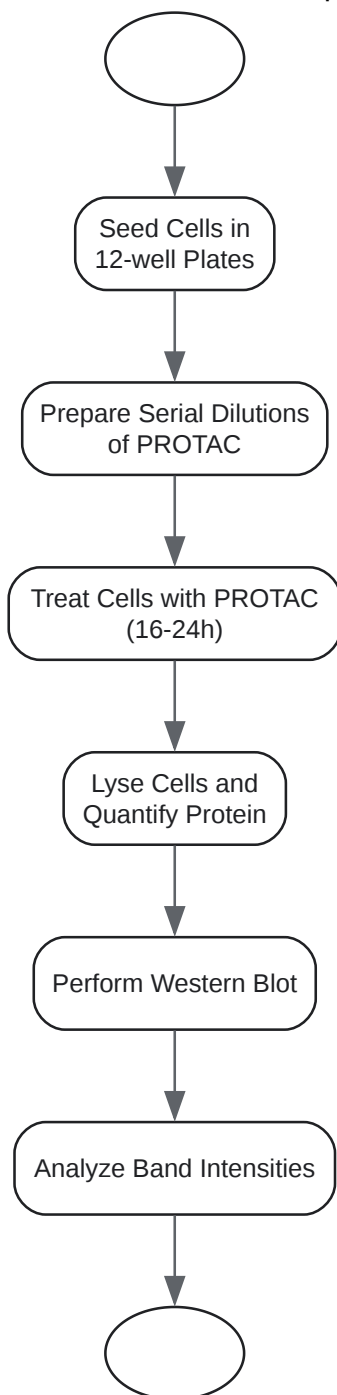 Seed Cells in
12-well Plates
Prepare Serial Dilutions
of PROTAC
Treat Cells with PROTAC
(16-24h)
Lyse Cells and
Quantify Protein
Perform Western Blot
Analyze Band Intensities